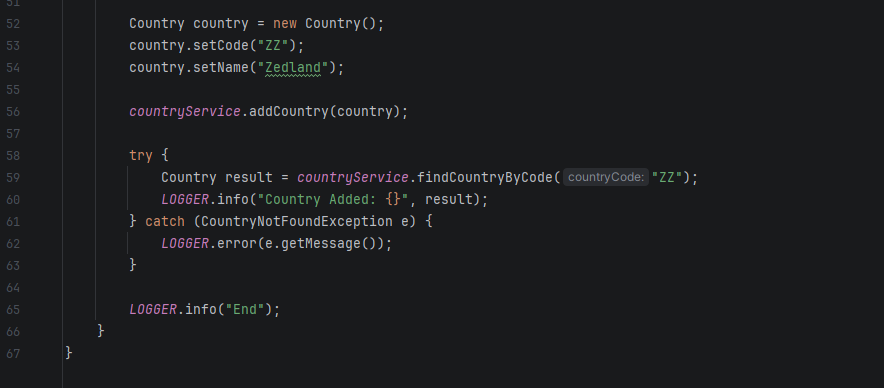 51
52 Country country = new Country();
53 country.setCode("ZZ");
54 country.setName("Zedland");
55
56 countryService.addCountry(country);
57
58 try {
59 Country result = countryService.findCountryByCode( countryCode: "ZZ");
60 LOGGER.info("Country Added: {}", result);
61 } catch (CountryNotFoundException e) {
62 LOGGER.error(e.getMessage());
63 }
64
65 LOGGER.info("End");
66 }
67 }